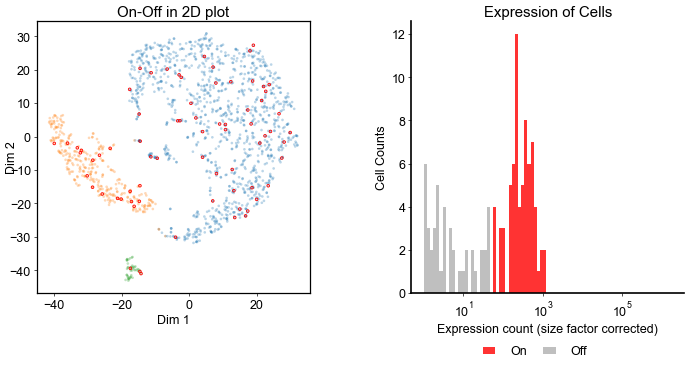 On-Off in 2D plot
30
20
10
0
−10
−20
−30
−40
Dim 2
−40
−20
0
20
Dim 1
Expression of Cells
12
10
8
6
4
2
0
Cell Counts
10^1
10^3
10^5
Expression count (size factor corrected)
On
Off